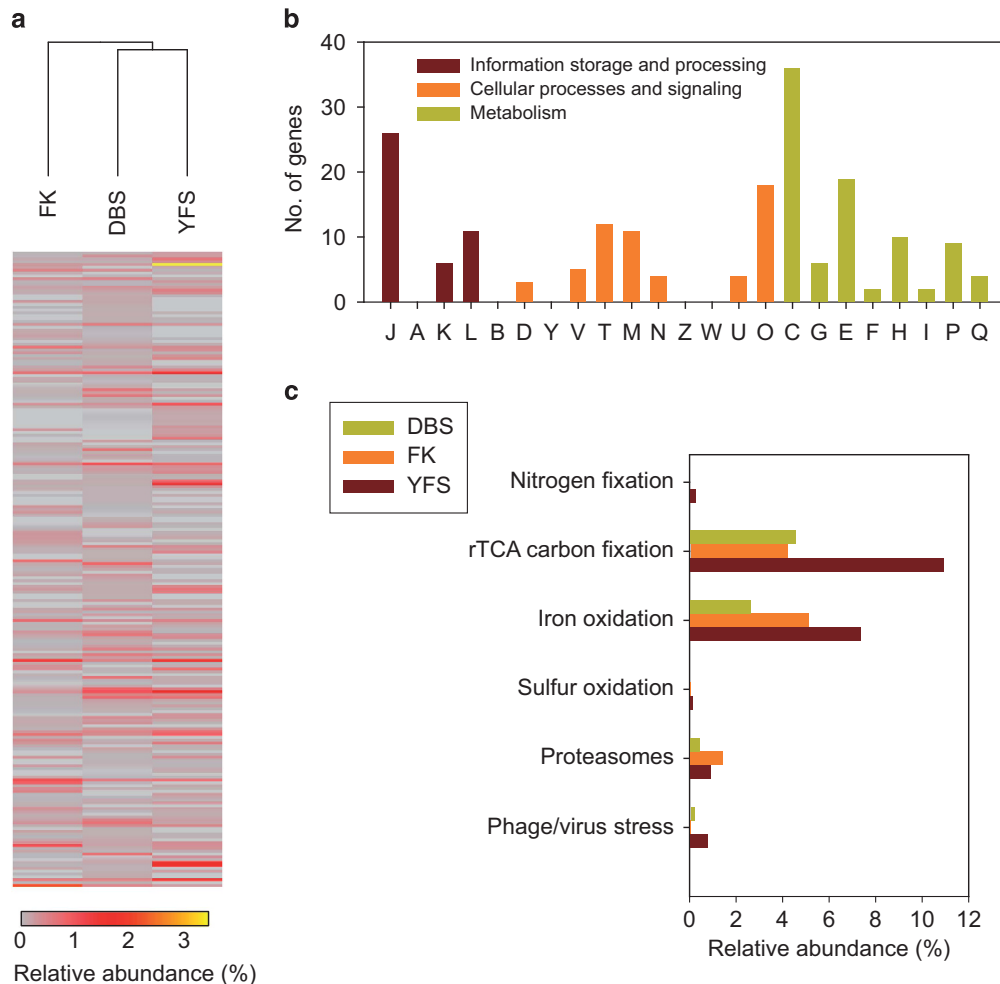 a
FK
DBS
YFS
0 1 2 3
Relative abundance (%)
b
No. of genes
40
30
20
10
0
Information storage and processing
Cellular processes and signaling
Metabolism
J A K L B D Y V T M N Z W U O C G E F H I P Q
c
DBS
FK
YFS
Nitrogen fixation
rTCA carbon fixation
Iron oxidation
Sulfur oxidation
Proteasomes
Phage/virus stress
0 2 4 6 8 10 12
Relative abundance (%)